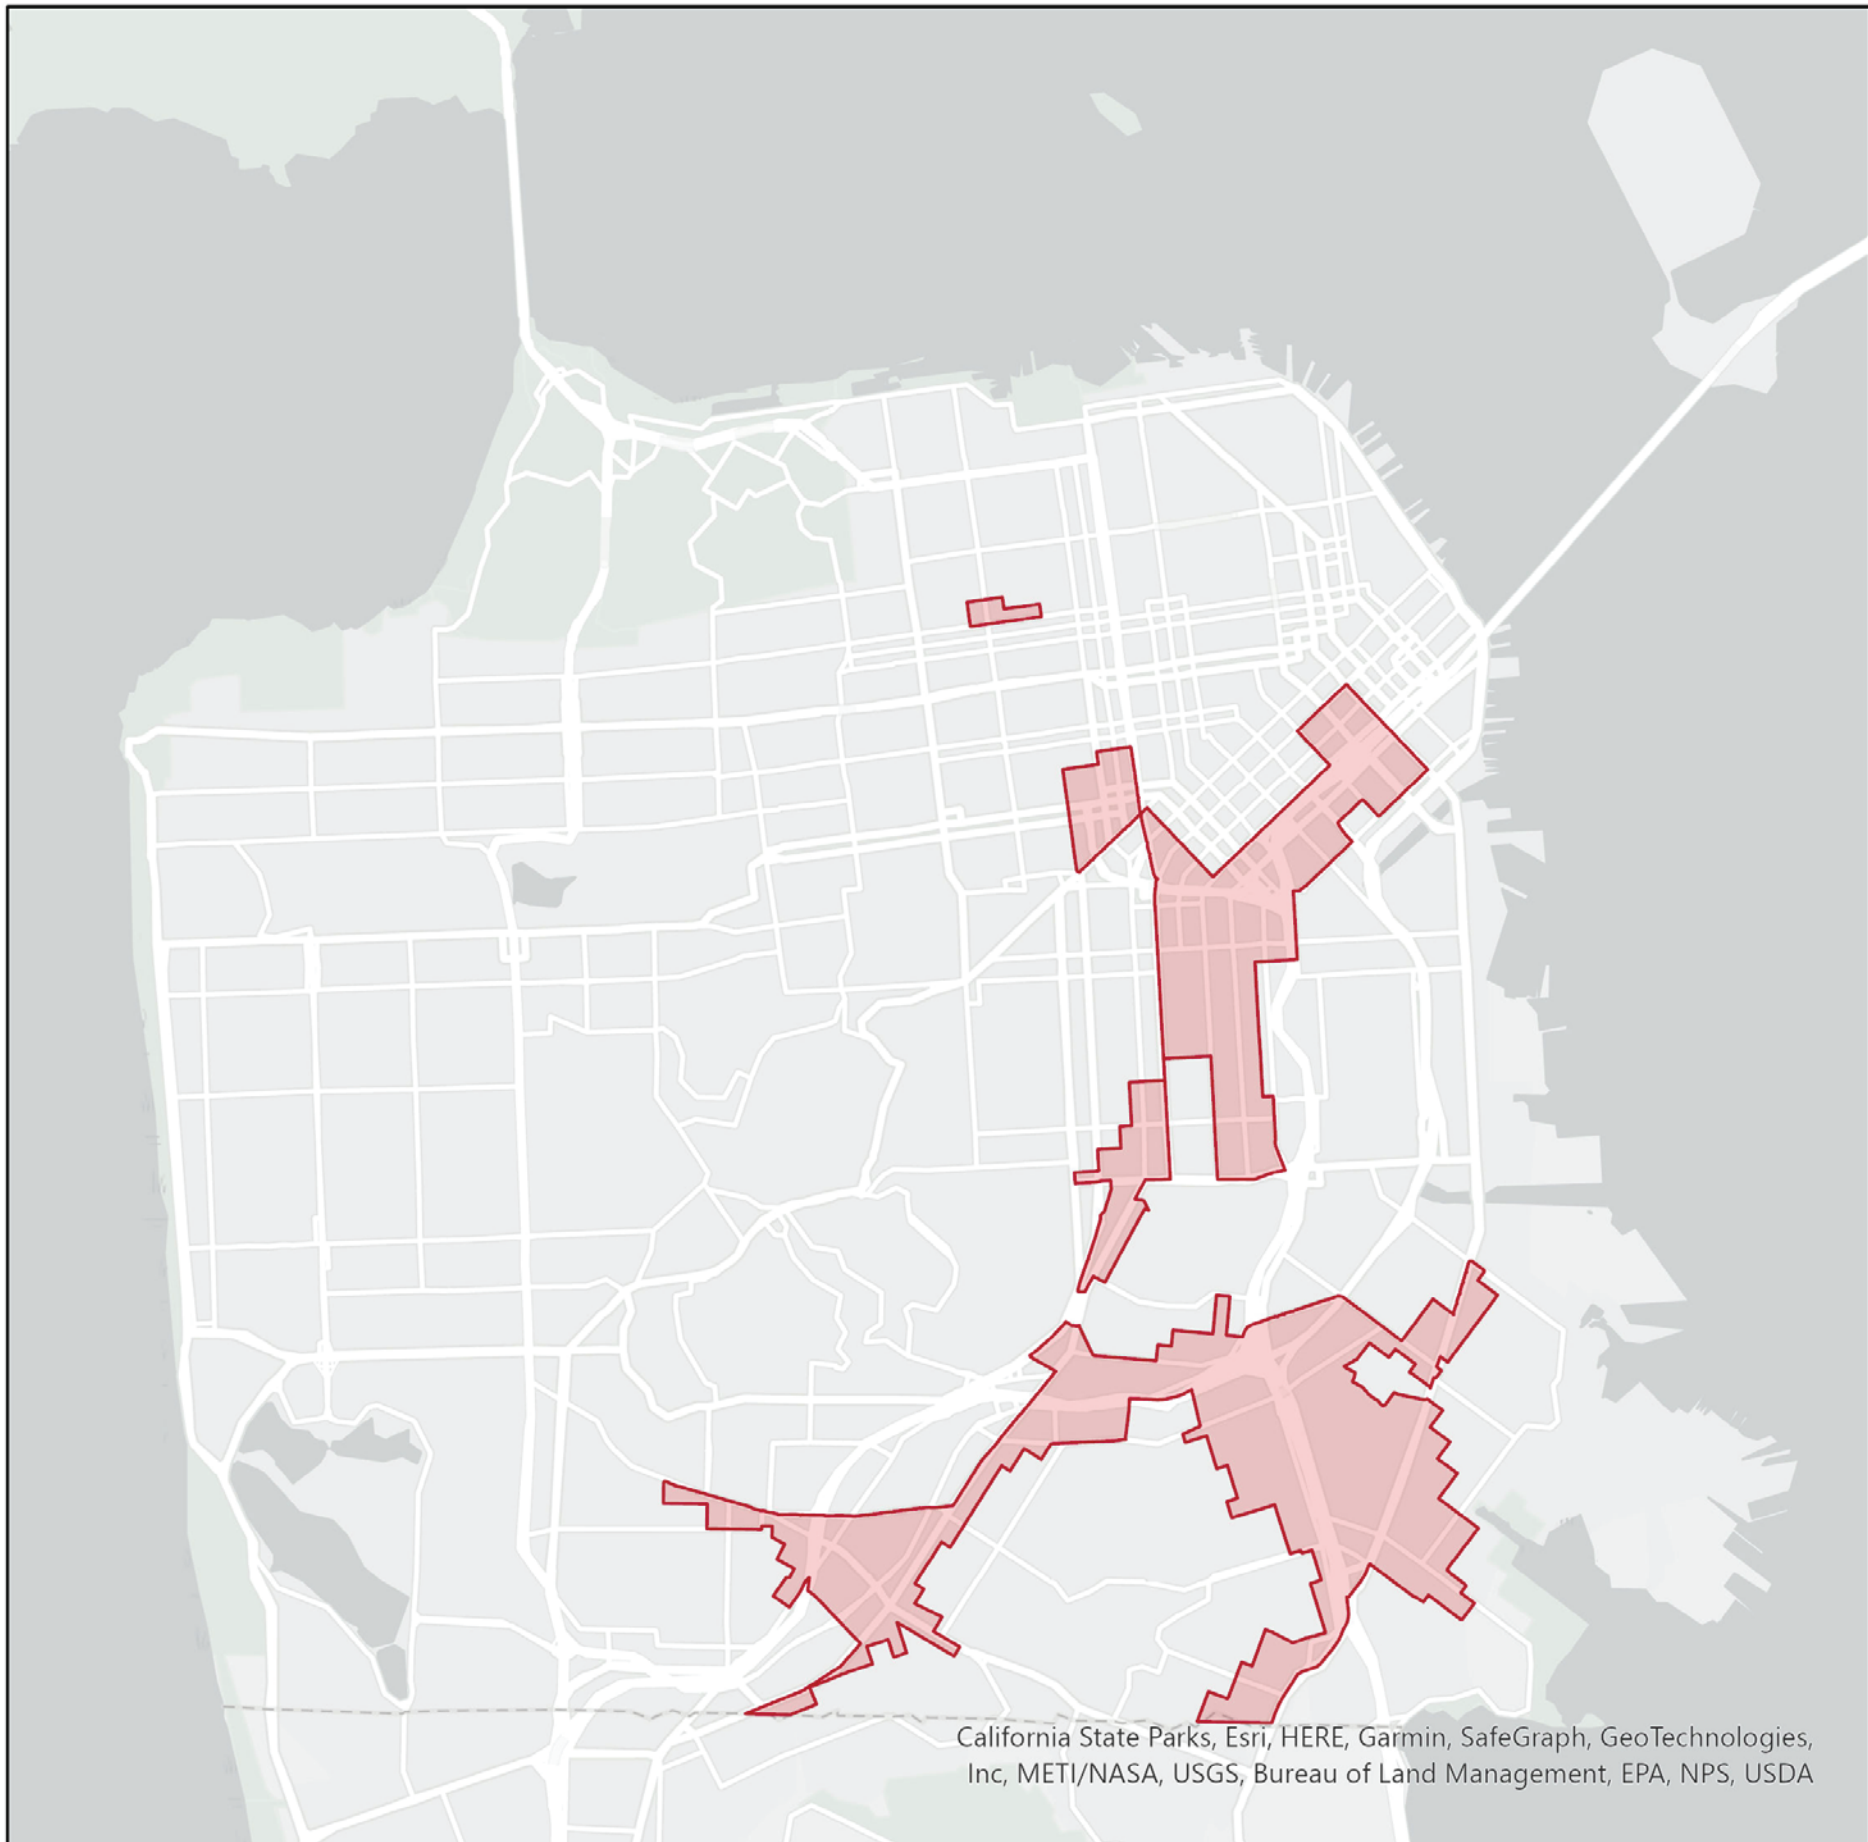 California State Parks, Esri, HERE, Garmin, SafeGraph, GeoTechnologies,
Inc, METI/NASA, USGS, Bureau of Land Management, EPA, NPS, USDA